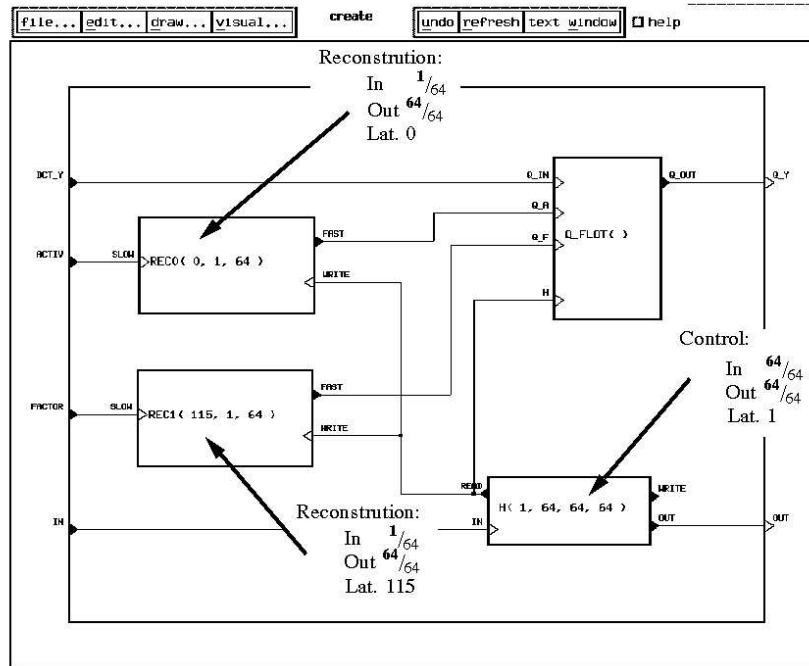 file... edit... draw... visual... create undo refresh text window help
Reconstrution:
In 1/64
Out 64/64
Lat. 0
DCT_Y
Q_IN
Q_OUT
Q_Y
Q_A
FAST
Q_F
Q_FLOT( )
ACTIV
SLOW
REC0( 0, 1, 64 )
WRITE
H
Control:
In 64/64
Out 64/64
Lat. 1
FAST
FACTOR
SLOW
REC1( 115, 1, 64 )
WRITE
READ
WRITE
H( 1, 64, 64, 64 )
Reconstrution:
In 1/64
Out 64/64
Lat. 115
IN
IN
OUT
OUT